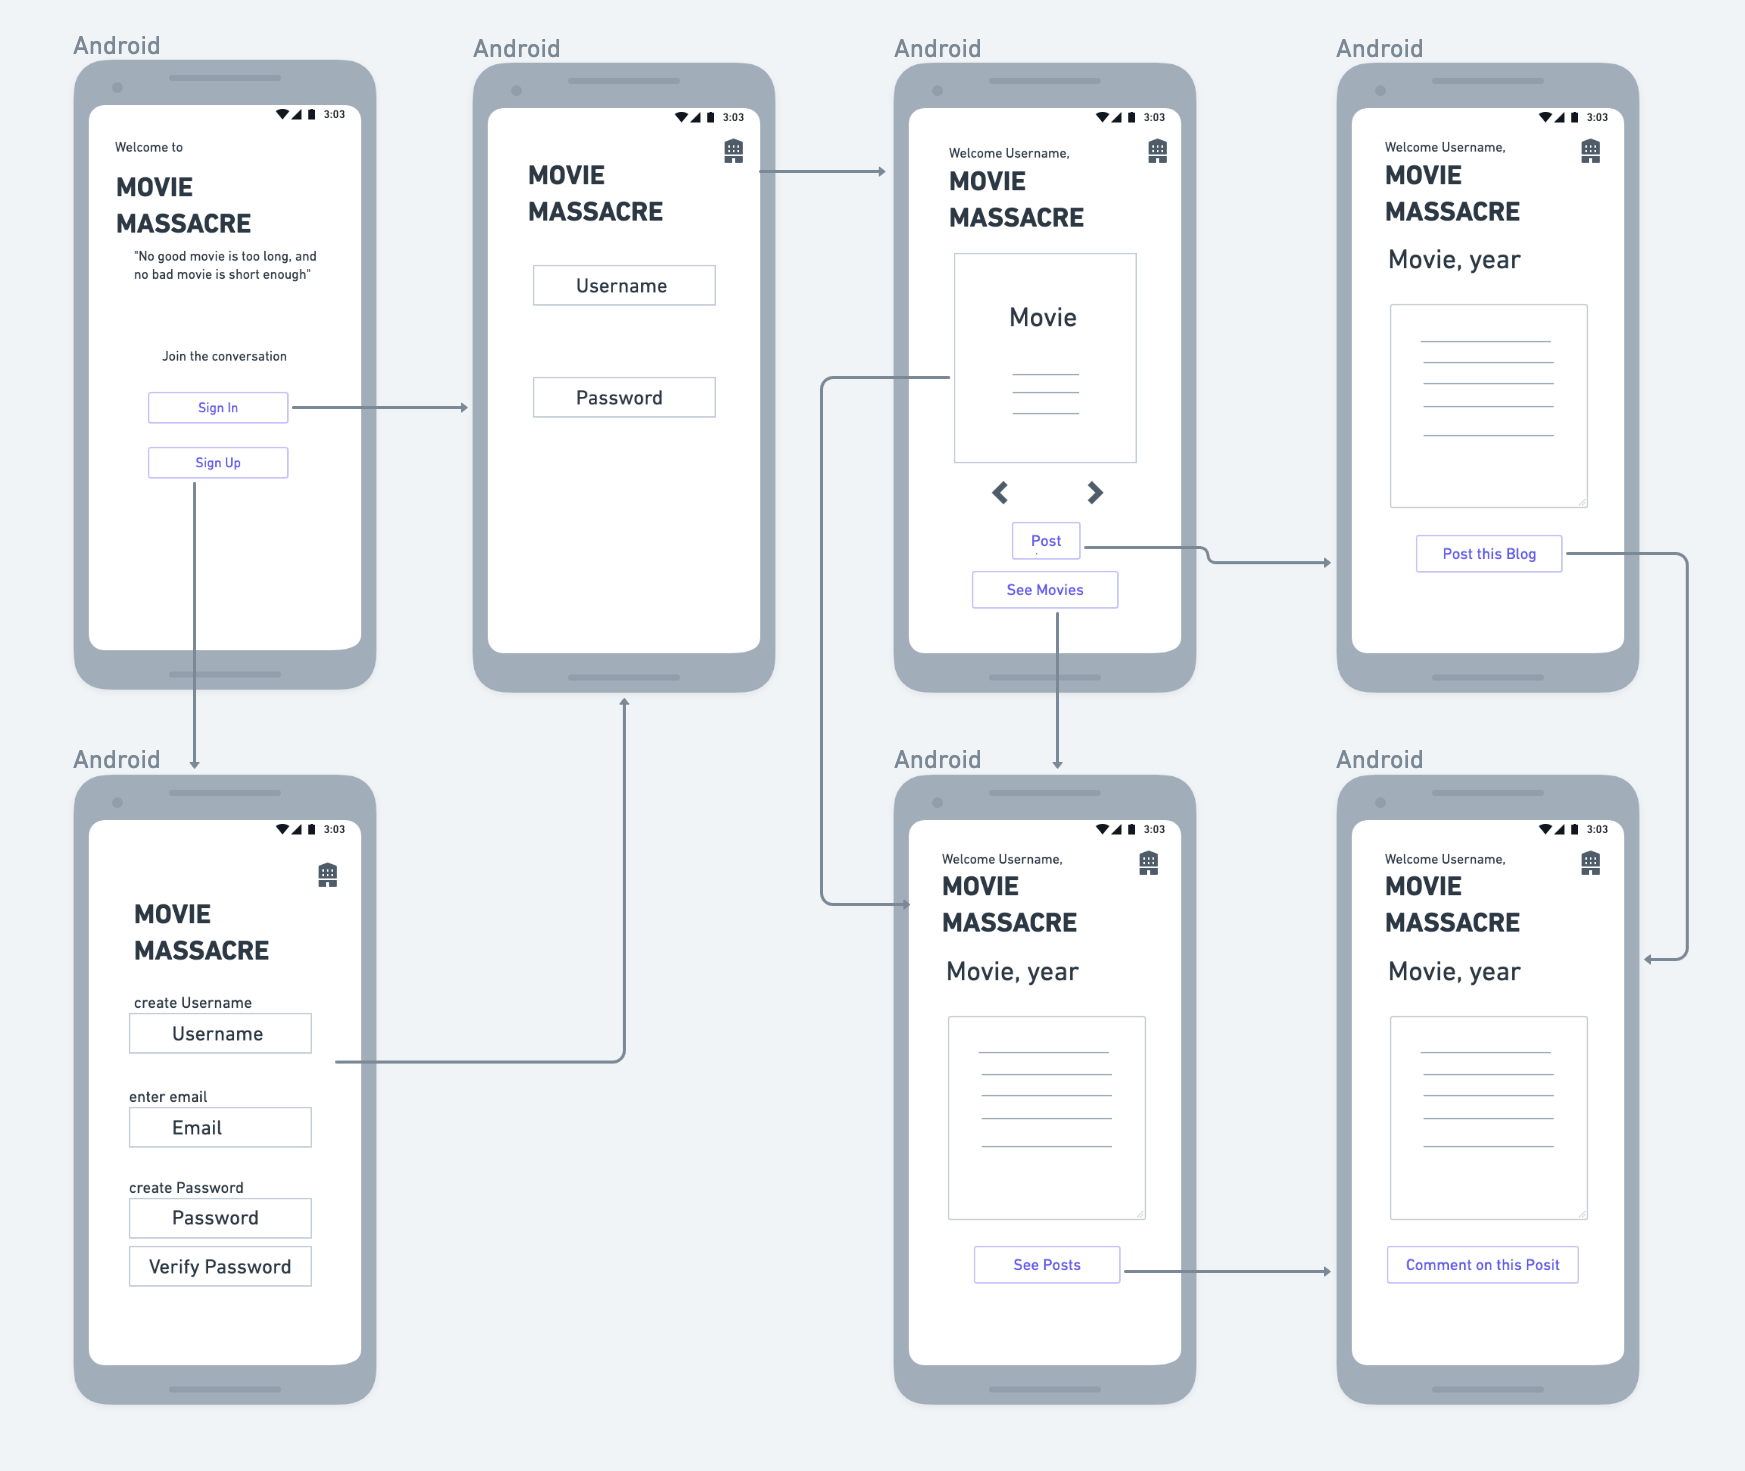 Android
3:03
Welcome to
MOVIE
MASSACRE
"No good movie is too long, and
no bad movie is short enough"
Join the conversation
Sign In
Sign Up
Android
3:03
MOVIE
MASSACRE
Username
Password
Android
3:03
Welcome Username,
MOVIE
MASSACRE
Movie
Post
See Movies
Android
3:03
Welcome Username,
MOVIE
MASSACRE
Movie, year
Post this Blog
Android
3:03
MOVIE
MASSACRE
create Username
Username
enter email
Email
create Password
Password
Verify Password
Android
3:03
Welcome Username,
MOVIE
MASSACRE
Movie, year
See Posts
Android
3:03
Welcome Username,
MOVIE
MASSACRE
Movie, year
Comment on this Posit